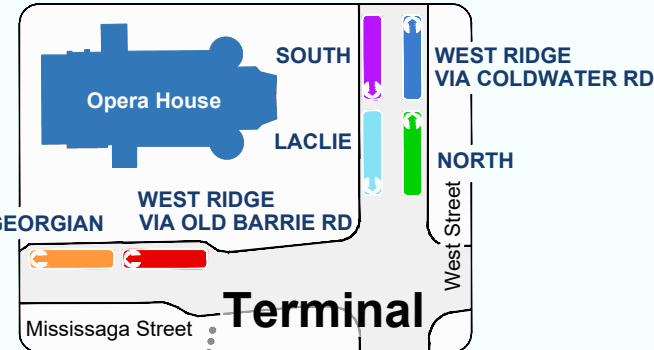 SOUTH
WEST RIDGE
VIA COLDWATER RD
Opera House
LACLIE
NORTH
WEST RIDGE
VIA OLD BARRIE RD
GEORGIAN
West Street
Terminal
Mississaga Street